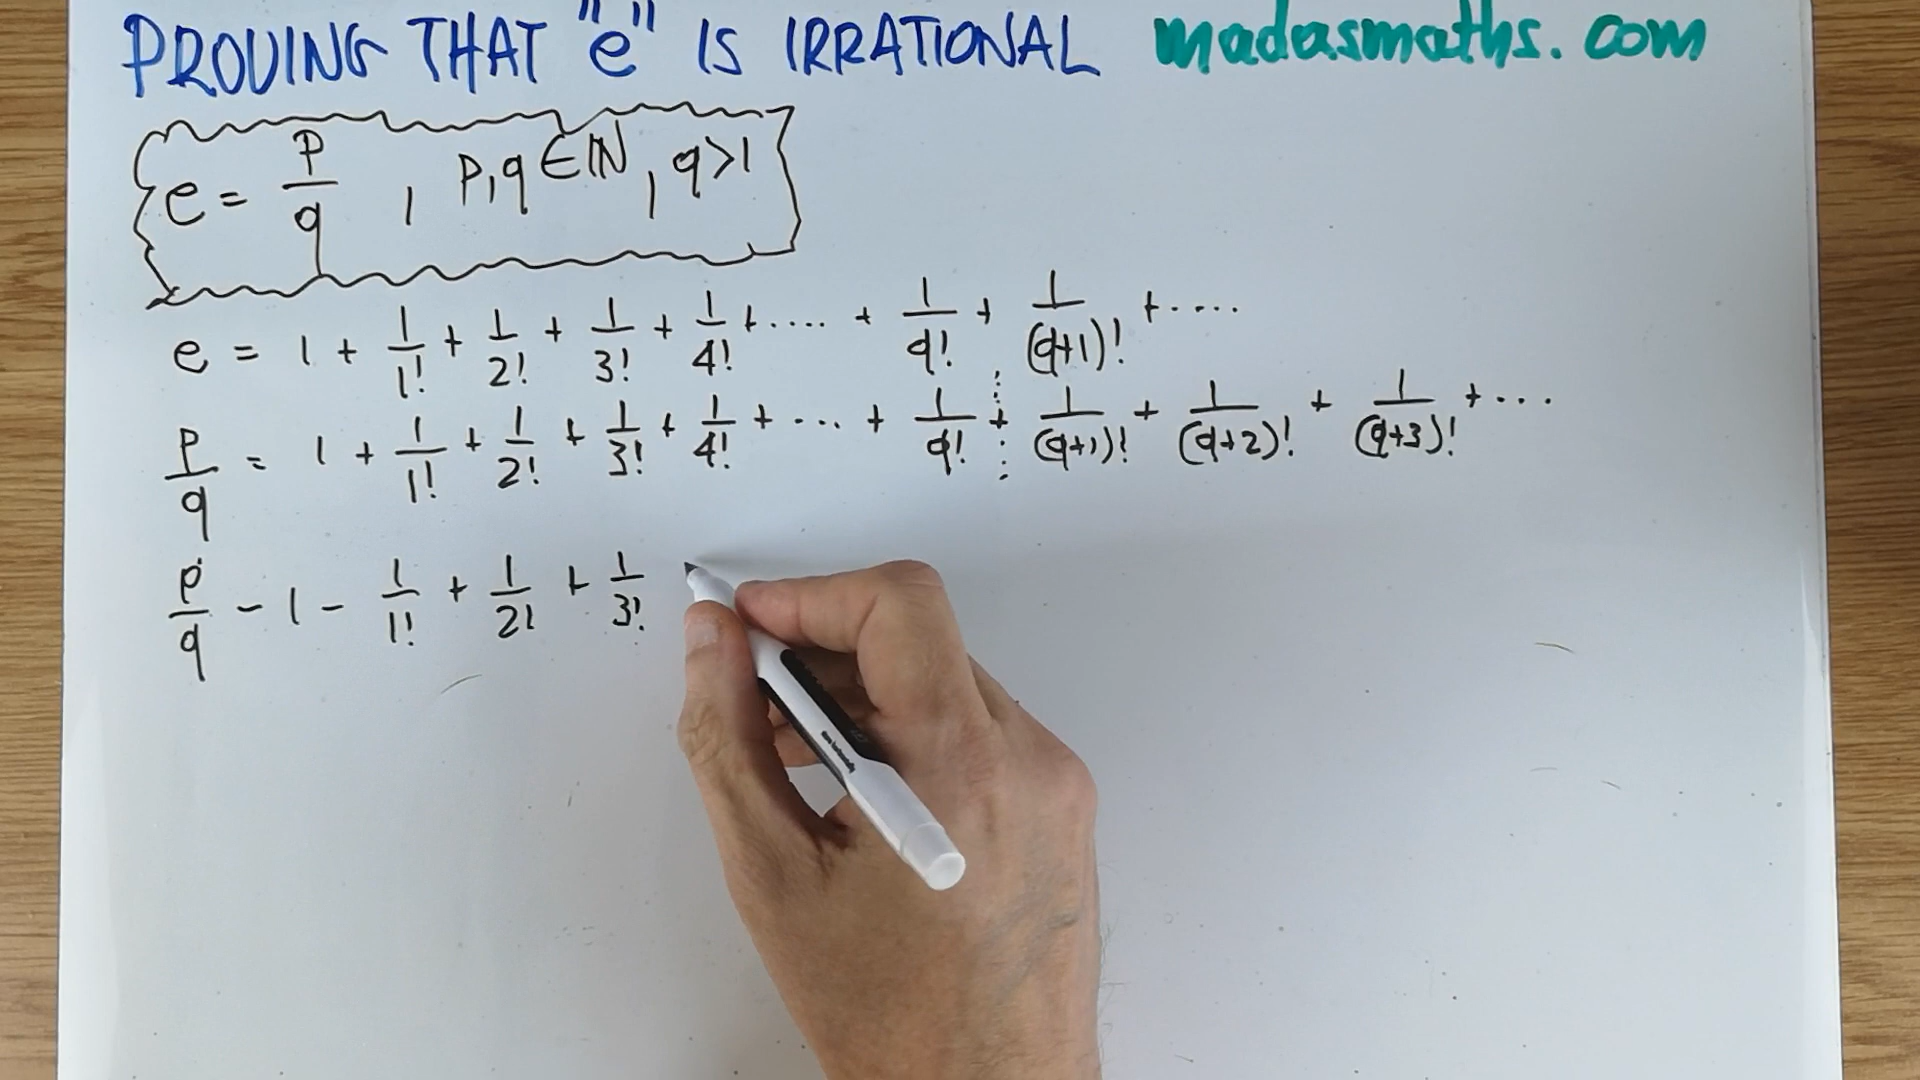 PROVING THAT "e" IS IRRATIONAL madasmaths.com
e = p/q , p,q ∈ ℕ, q>1
e = 1 + 1/1! + 1/2! + 1/3! + 1/4! + .... + 1/q! + 1/(q+1)! + ....
p/q = 1 + 1/1! + 1/2! + 1/3! + 1/4! + ... + 1/q! + 1/(q+1)! + 1/(q+2)! + 1/(q+3)! + ...
p/q - 1 - 1/1! + 1/2! + 1/3!